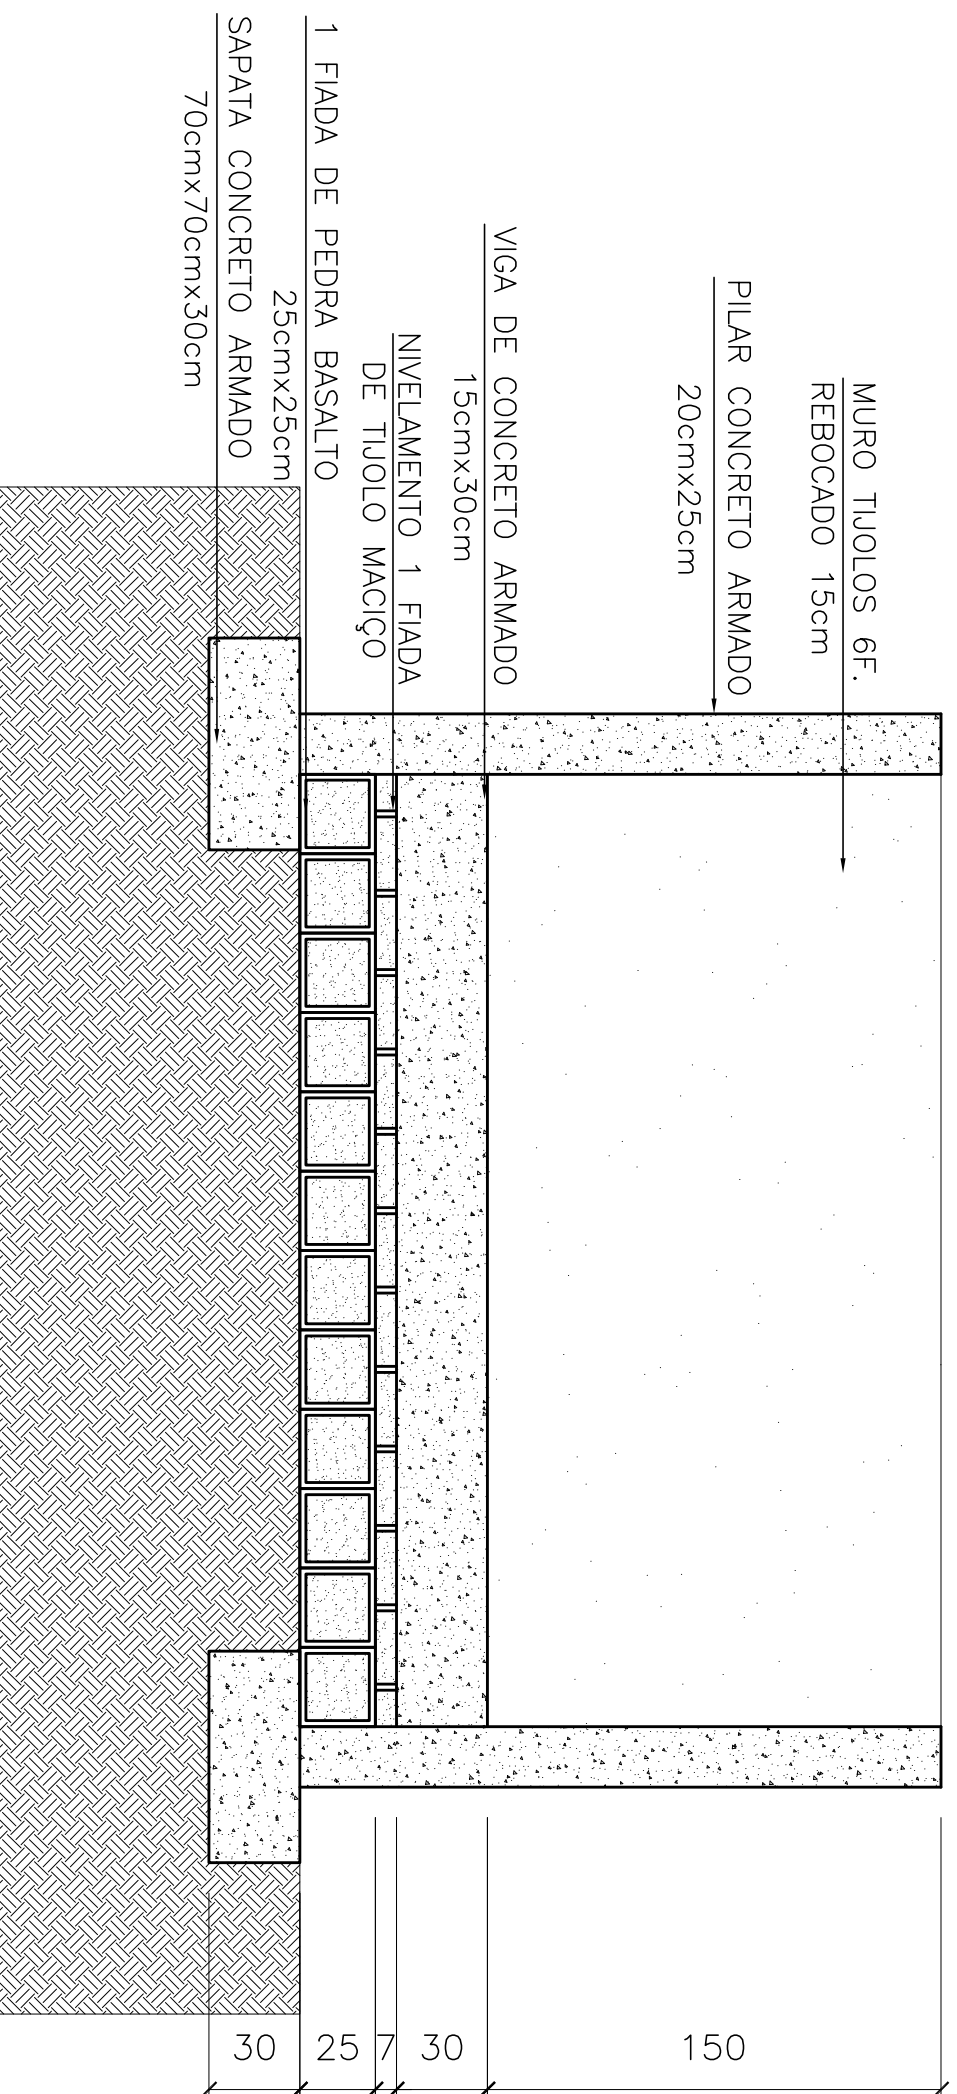 MURO TIJOLOS 6F.
REBOCADO 15cm
PILAR CONCRETO ARMADO
20cmx25cm
VIGA DE CONCRETO ARMADO
15cmx30cm
NIVELAMENTO 1 FIADA
DE TIJOLO MACIÇO
1 FIADA DE PEDRA BASALTO
25cmx25cm
SAPATA CONCRETO ARMADO
70cmx70cmx30cm
150
30
7
25
30